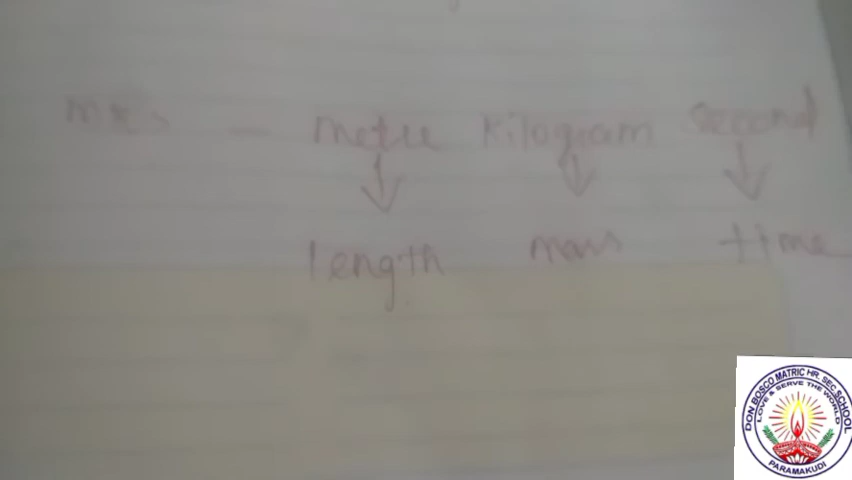 mks - metre kilogram second
length mass time
DON BOSCO MATRIC HR. SEC. SCHOOL
LOVE & SERVE THE WORLD
PARAMAKUDI